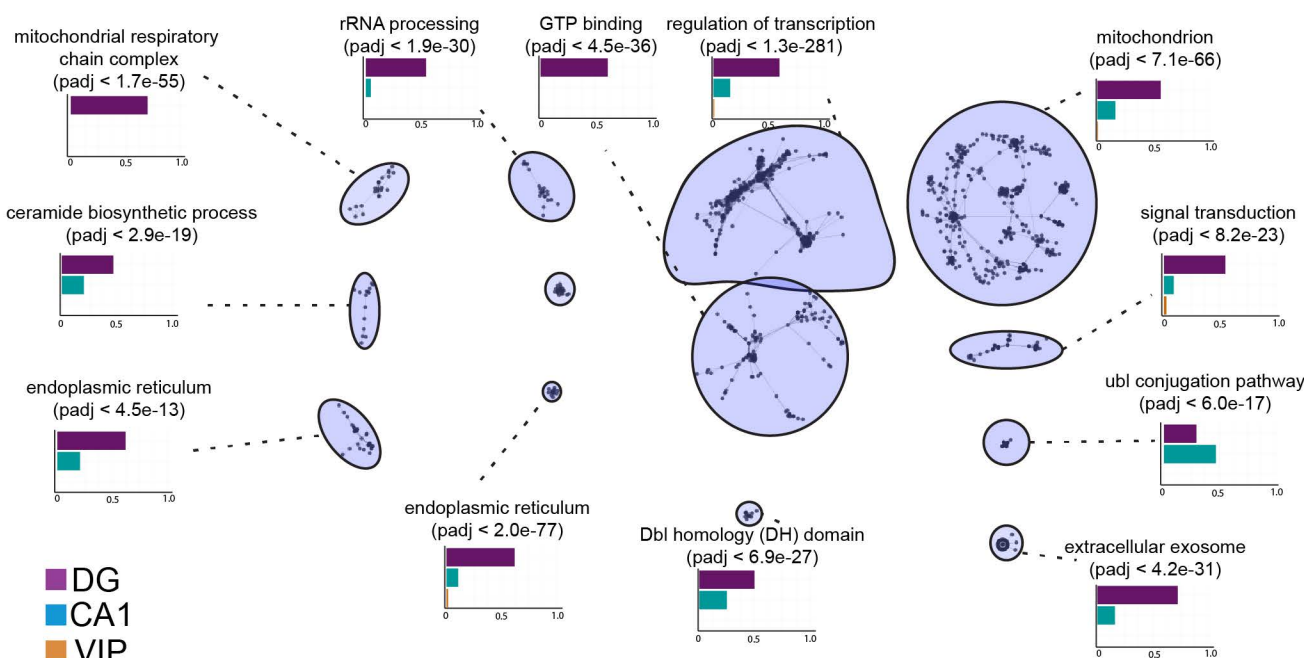 mitochondrial respiratory
chain complex
(padj < 1.7e-55)
0 0.5 1.0
rRNA processing
(padj < 1.9e-30)
0 0.5 1.0
GTP binding
(padj < 4.5e-36)
0 0.5 1.0
regulation of transcription
(padj < 1.3e-281)
0 0.5 1.0
mitochondrion
(padj < 7.1e-66)
0 0.5 1.0
ceramide biosynthetic process
(padj < 2.9e-19)
0 0.5 1.0
signal transduction
(padj < 8.2e-23)
0 0.5 1.0
endoplasmic reticulum
(padj < 4.5e-13)
0 0.5 1.0
ubl conjugation pathway
(padj < 6.0e-17)
0 0.5 1.0
endoplasmic reticulum
(padj < 2.0e-77)
0 0.5 1.0
Dbl homology (DH) domain
(padj < 6.9e-27)
0 0.5 1.0
extracellular exosome
(padj < 4.2e-31)
0 0.5 1.0
DG
CA1
VIP